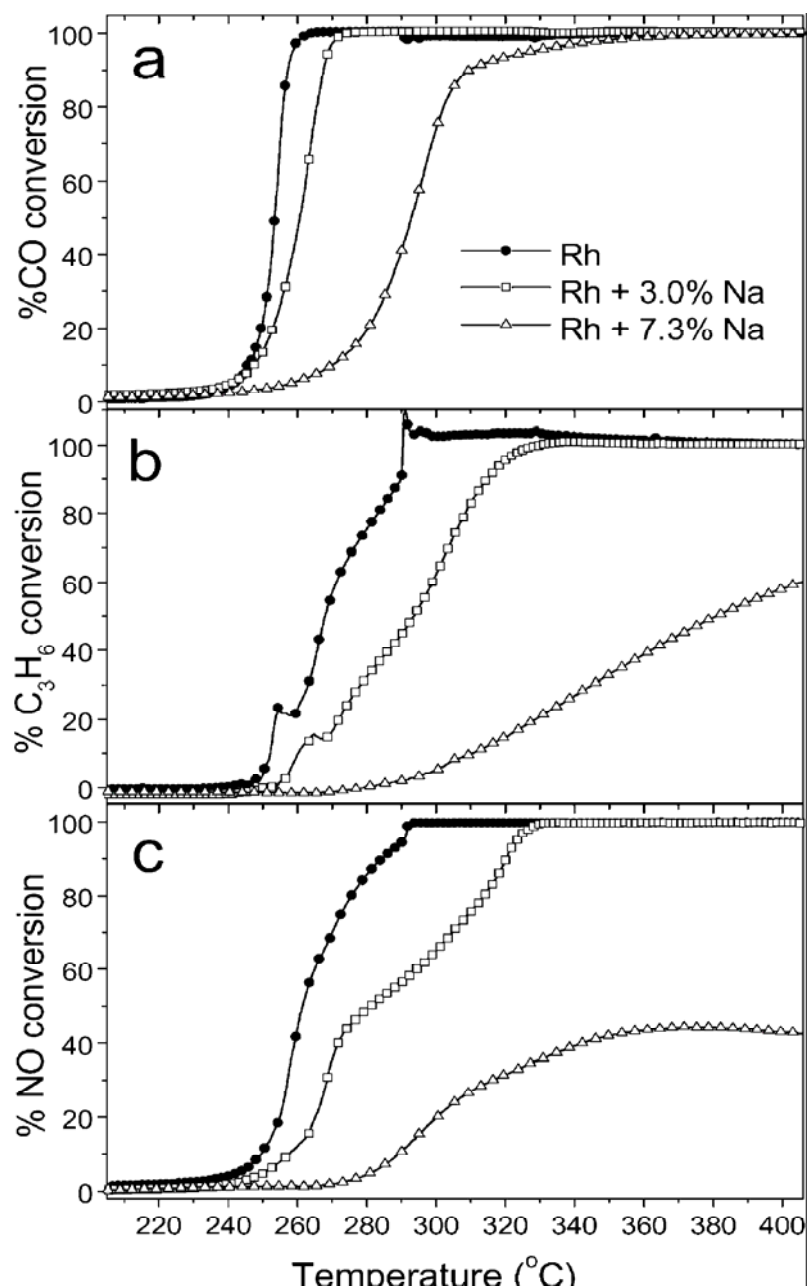 a
100
80
60
40
20
0
%CO conversion
Rh
Rh + 3.0% Na
Rh + 7.3% Na
b
100
80
60
40
20
0
% C₃H₆ conversion
c
100
80
60
40
20
0
% NO conversion
220 240 260 280 300 320 340 360 380 400
Temperature (°C)